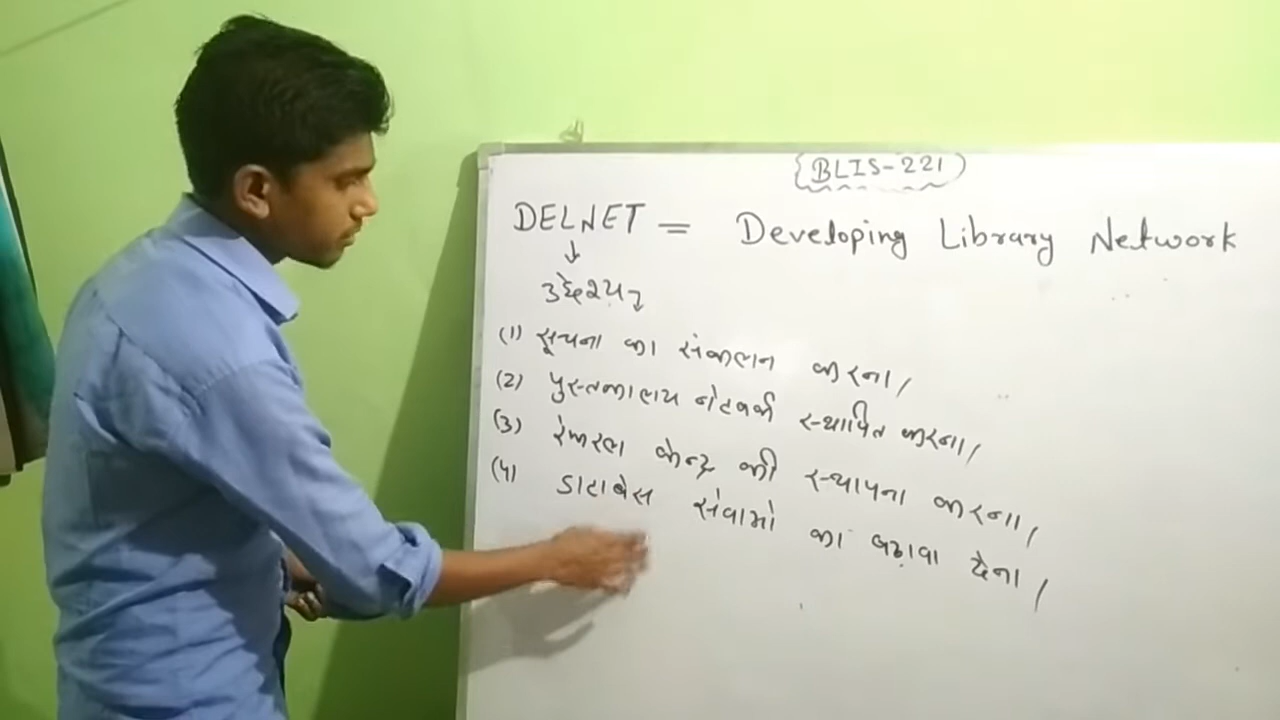 BLIS-221
DELNET = Developing Library Network
↓
उद्देश्य
(1) सूचना का संकलन करना।
(2) पुस्तकालय नेटवर्क स्थापित करना।
(3) रेफरल केन्द्र की स्थापना करना।
(4) डाटाबेस सेवाओं का बढ़ावा देना।